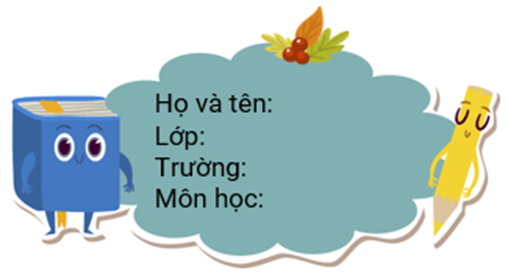 Họ và tên:
Lớp:
Trường:
Môn học: